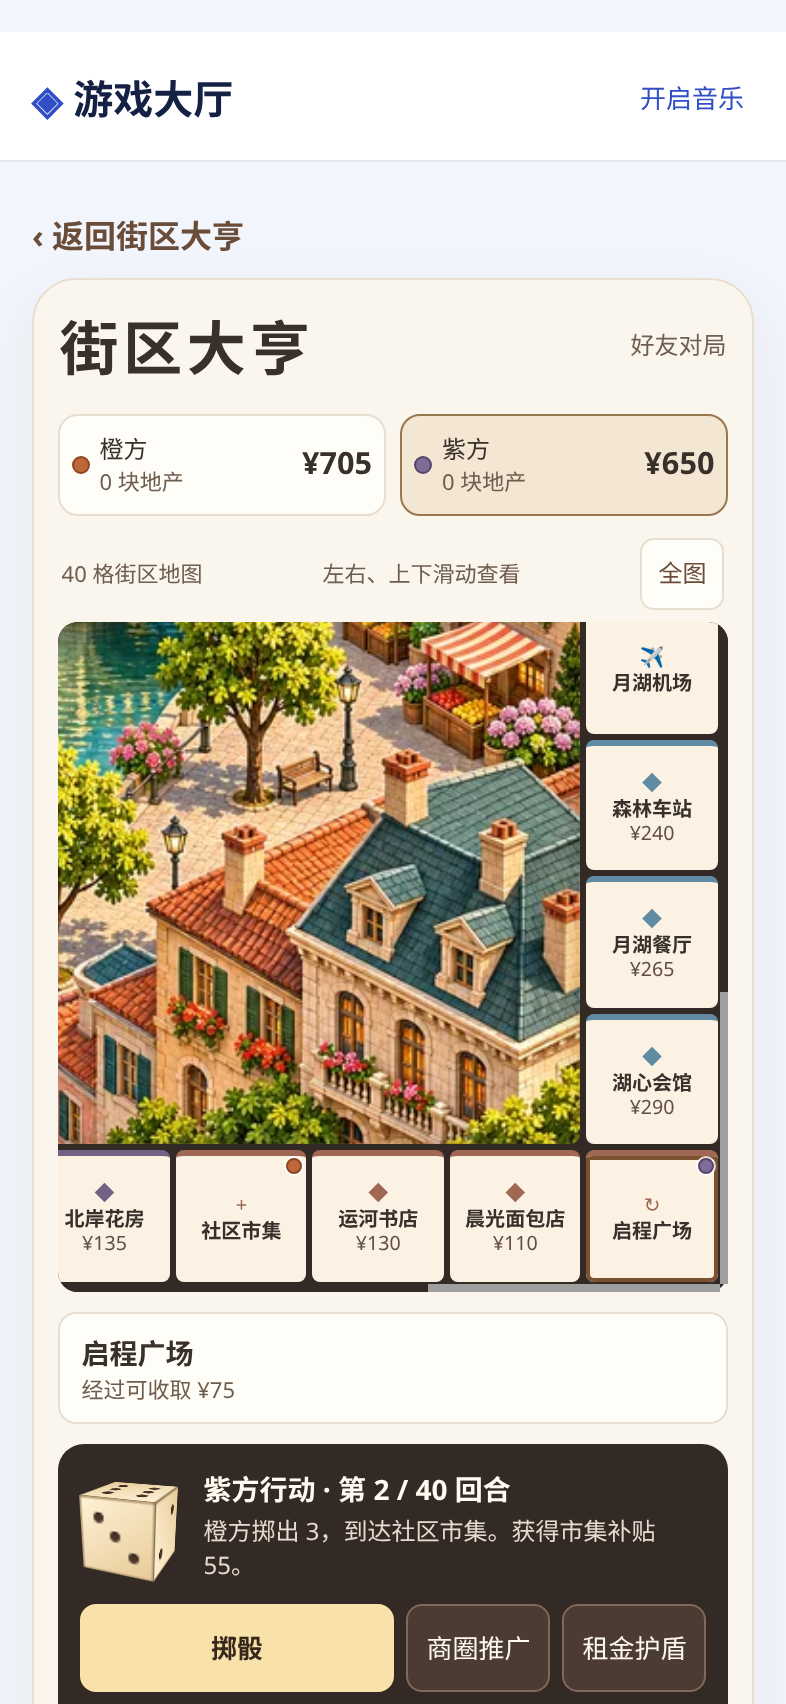 游戏大厅
开启音乐
‹ 返回街区大亨
街区大亨
好友对局
橙方
0 块地产
¥705
紫方
0 块地产
¥650
40 格街区地图
左右、上下滑动查看
全图
月湖机场
森林车站
¥240
月湖餐厅
¥265
湖心会馆
¥290
北岸花房
¥135
社区市集
运河书店
¥130
晨光面包店
¥110
启程广场
启程广场
经过可收取 ¥75
紫方行动 · 第 2 / 40 回合
橙方掷出 3，到达社区市集。获得市集补贴
55。
掷骰
商圈推广
租金护盾